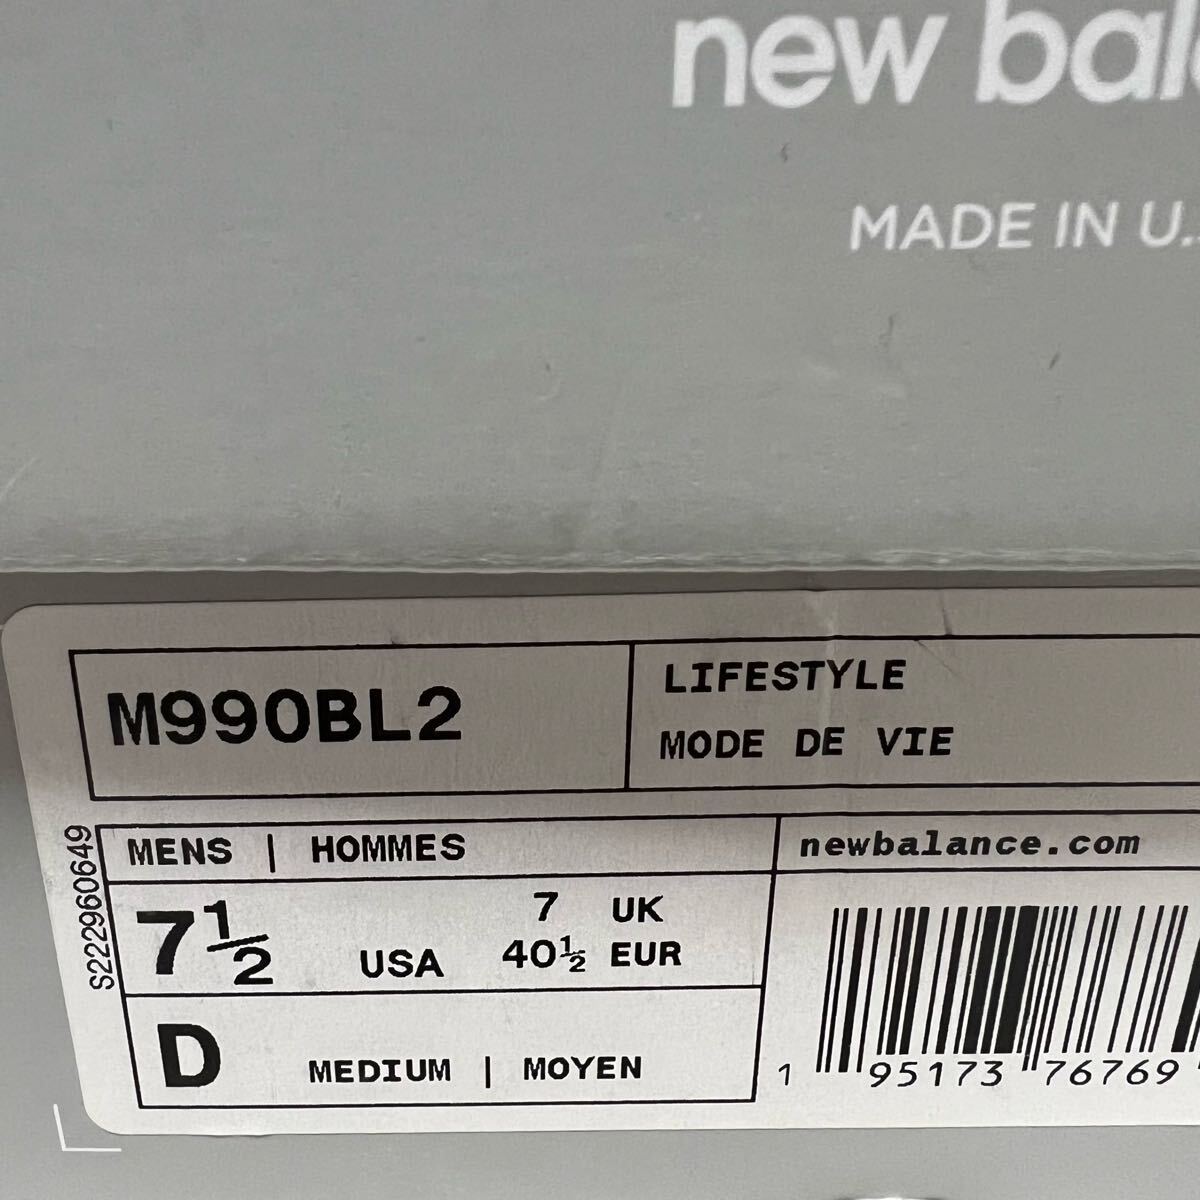 new bal
MADE IN U.
M990BL2
LIFESTYLE
MODE DE VIE
S222960649
MENS | HOMMES
newbalance.com
7½ USA
7 UK
40½ EUR
D MEDIUM | MOYEN
1 95173 76769